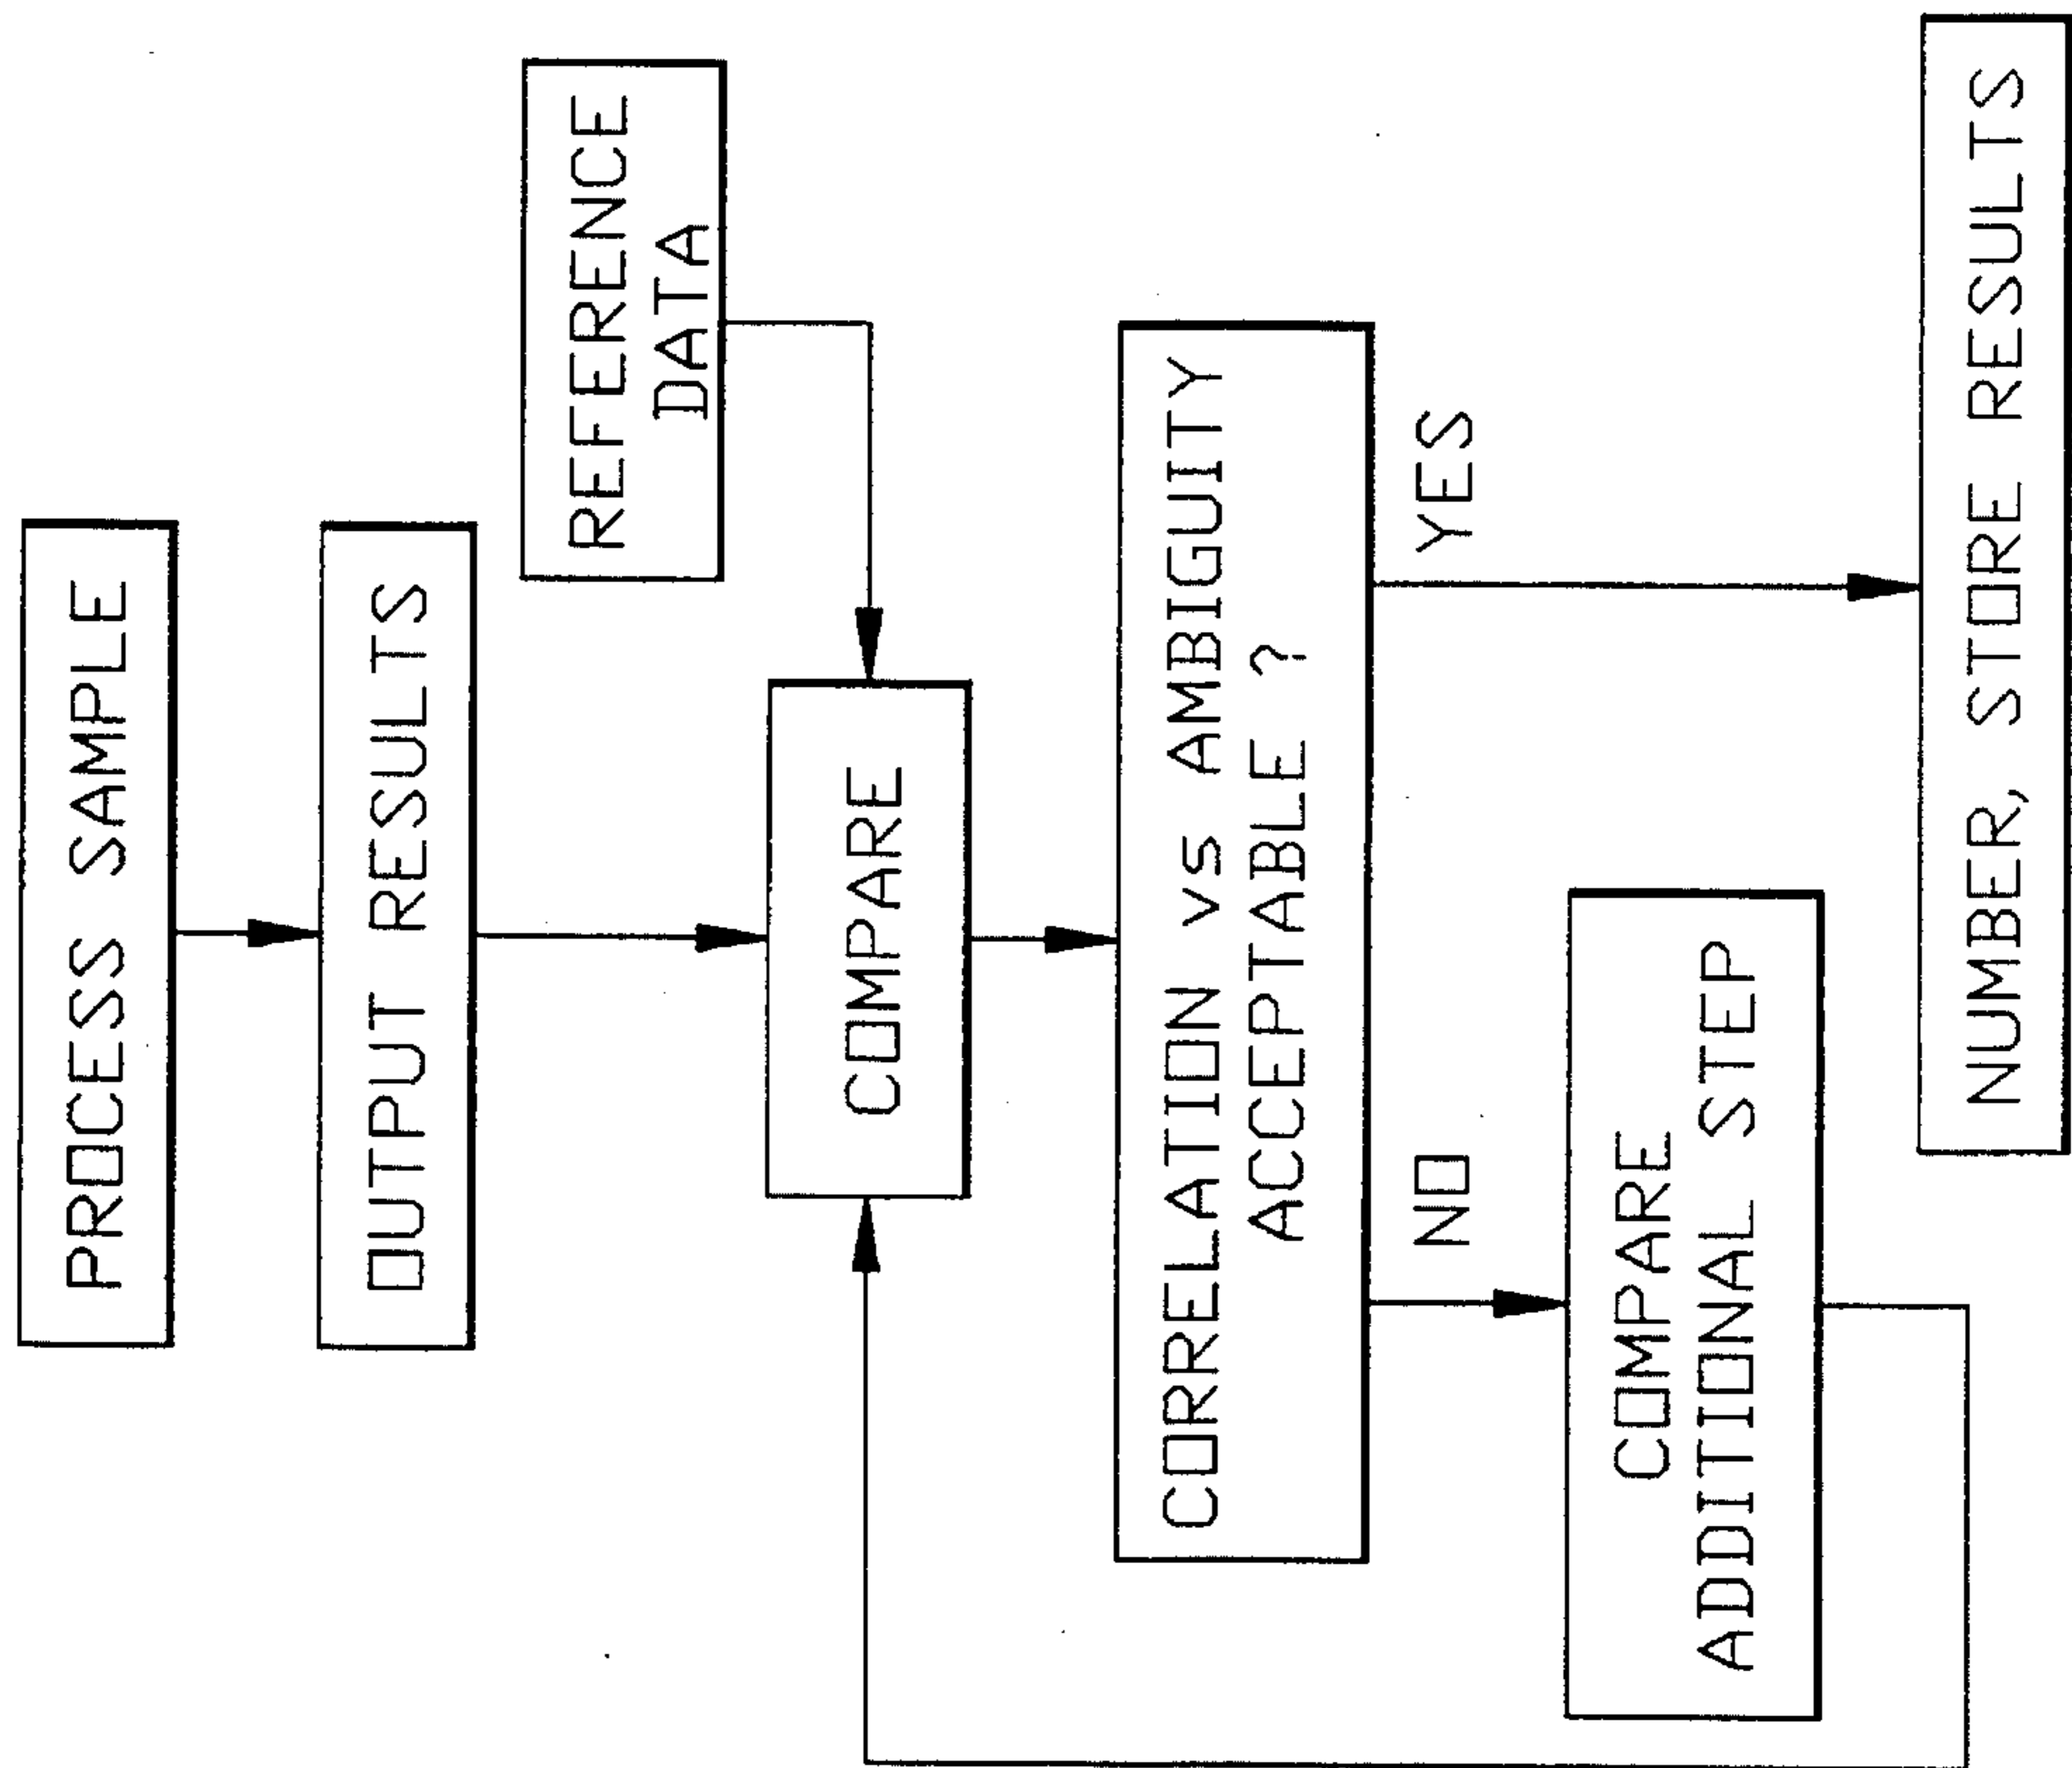 PROCESS SAMPLE
OUTPUT RESULTS
REFERENCE
DATA
COMPARE
CORRELATION vs AMBIGUITY
ACCEPTABLE ?
NO
YES
COMPARE
ADDITIONAL STEP
NUMBER, STORE RESULTS